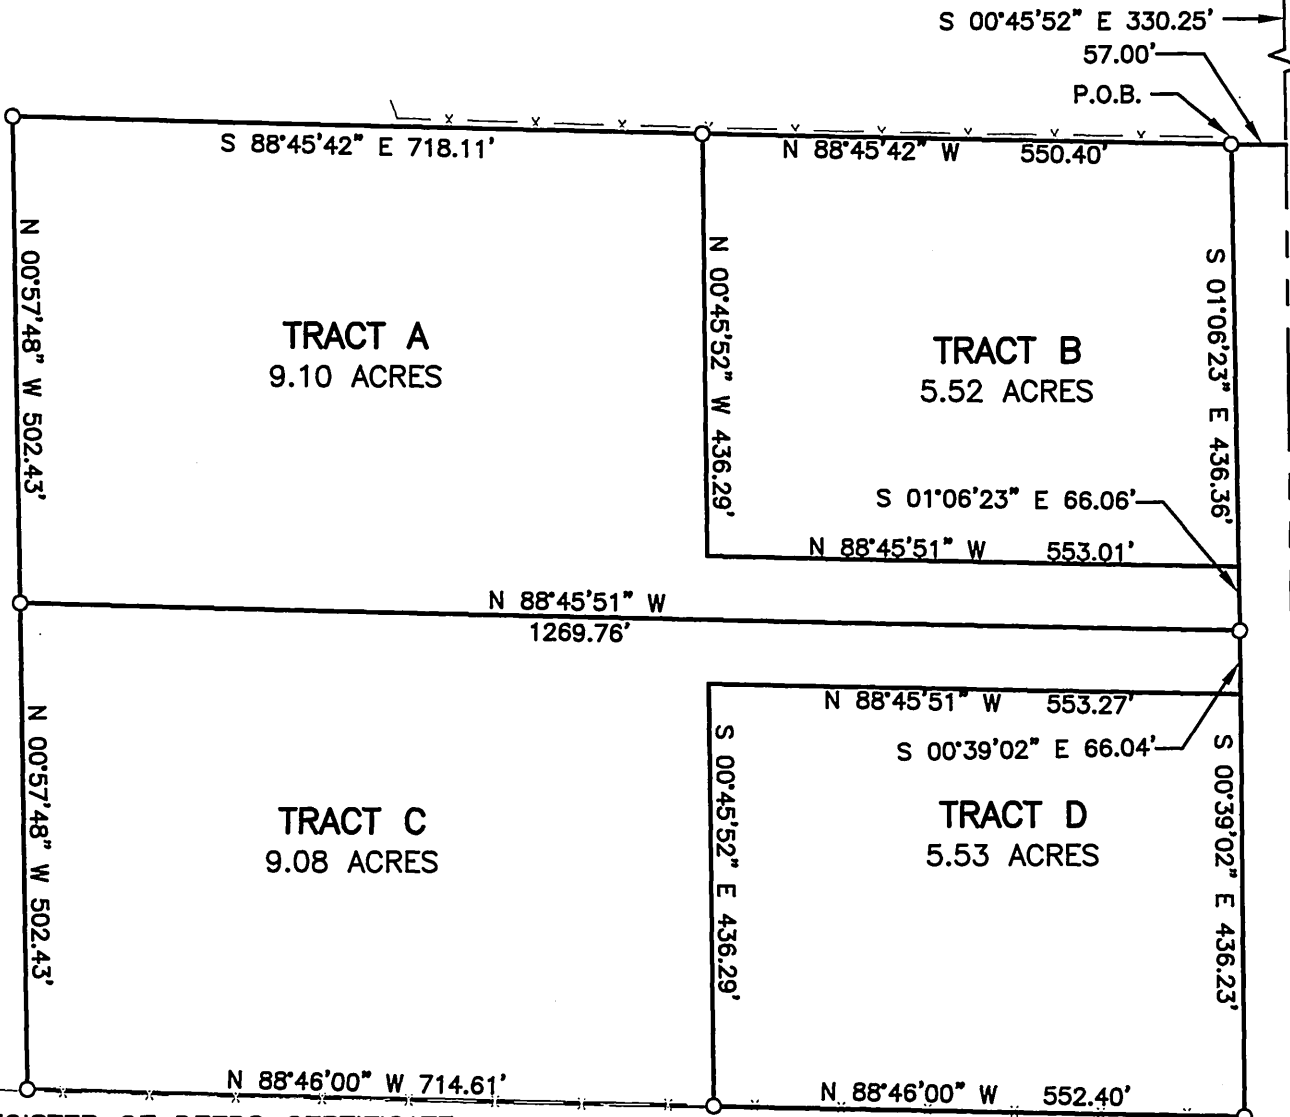 S 00°45'52" E 330.25'
57.00'
P.O.B.
S 88°45'42" E 718.11'
N 88°45'42" W 550.40'
N 00°57'48" W 502.43'
N 00°45'52" W 436.29'
S 01°06'23" E 436.36'
TRACT A
9.10 ACRES
TRACT B
5.52 ACRES
S 01°06'23" E 66.06'
N 88°45'51" W 553.01'
N 88°45'51" W
1269.76'
N 88°45'51" W 553.27'
S 00°39'02" E 66.04'
N 00°57'48" W 502.43'
S 00°45'52" E 436.29'
S 00°39'02" E 436.23'
TRACT C
9.08 ACRES
TRACT D
5.53 ACRES
N 88°46'00" W 714.61'
N 88°46'00" W 552.40'